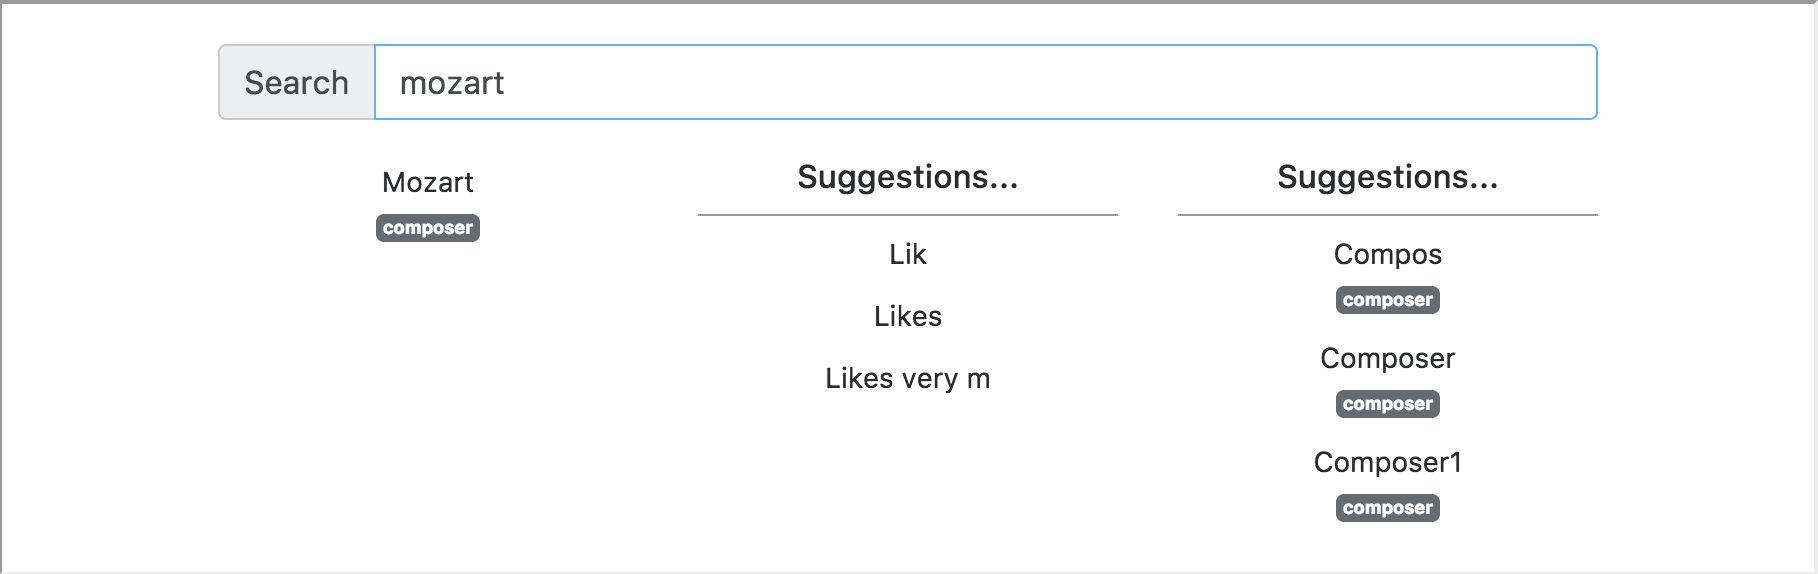 Search mozart
Mozart
composer
Suggestions...
Lik
Likes
Likes very m
Suggestions...
Compos
composer
Composer
composer
Composer1
composer